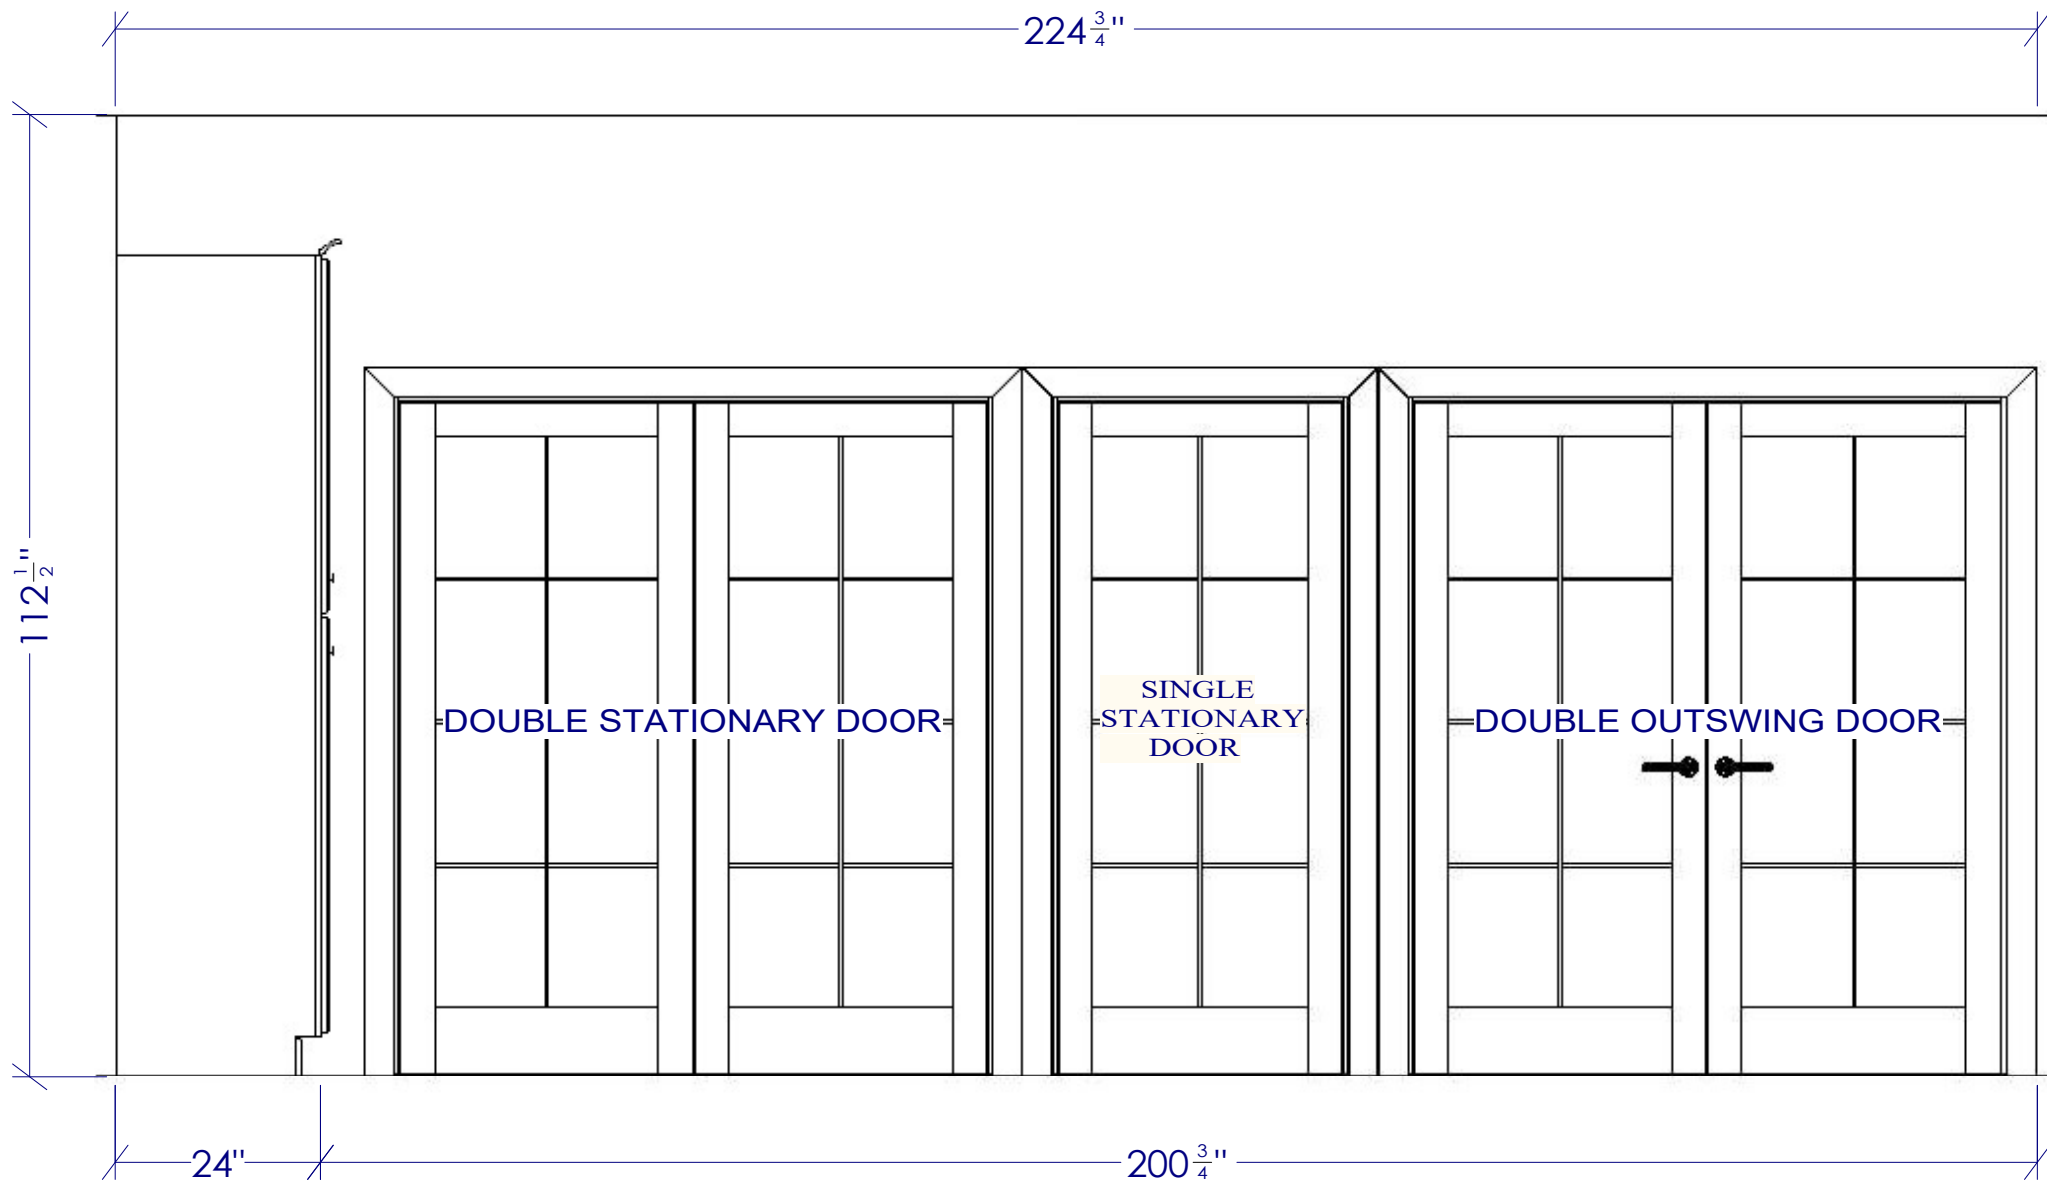 224 3/4"
112 1/2"
SINGLE
STATIONARY
DOOR
DOUBLE STATIONARY DOOR
DOUBLE OUTSWING DOOR
24"
200 3/4"